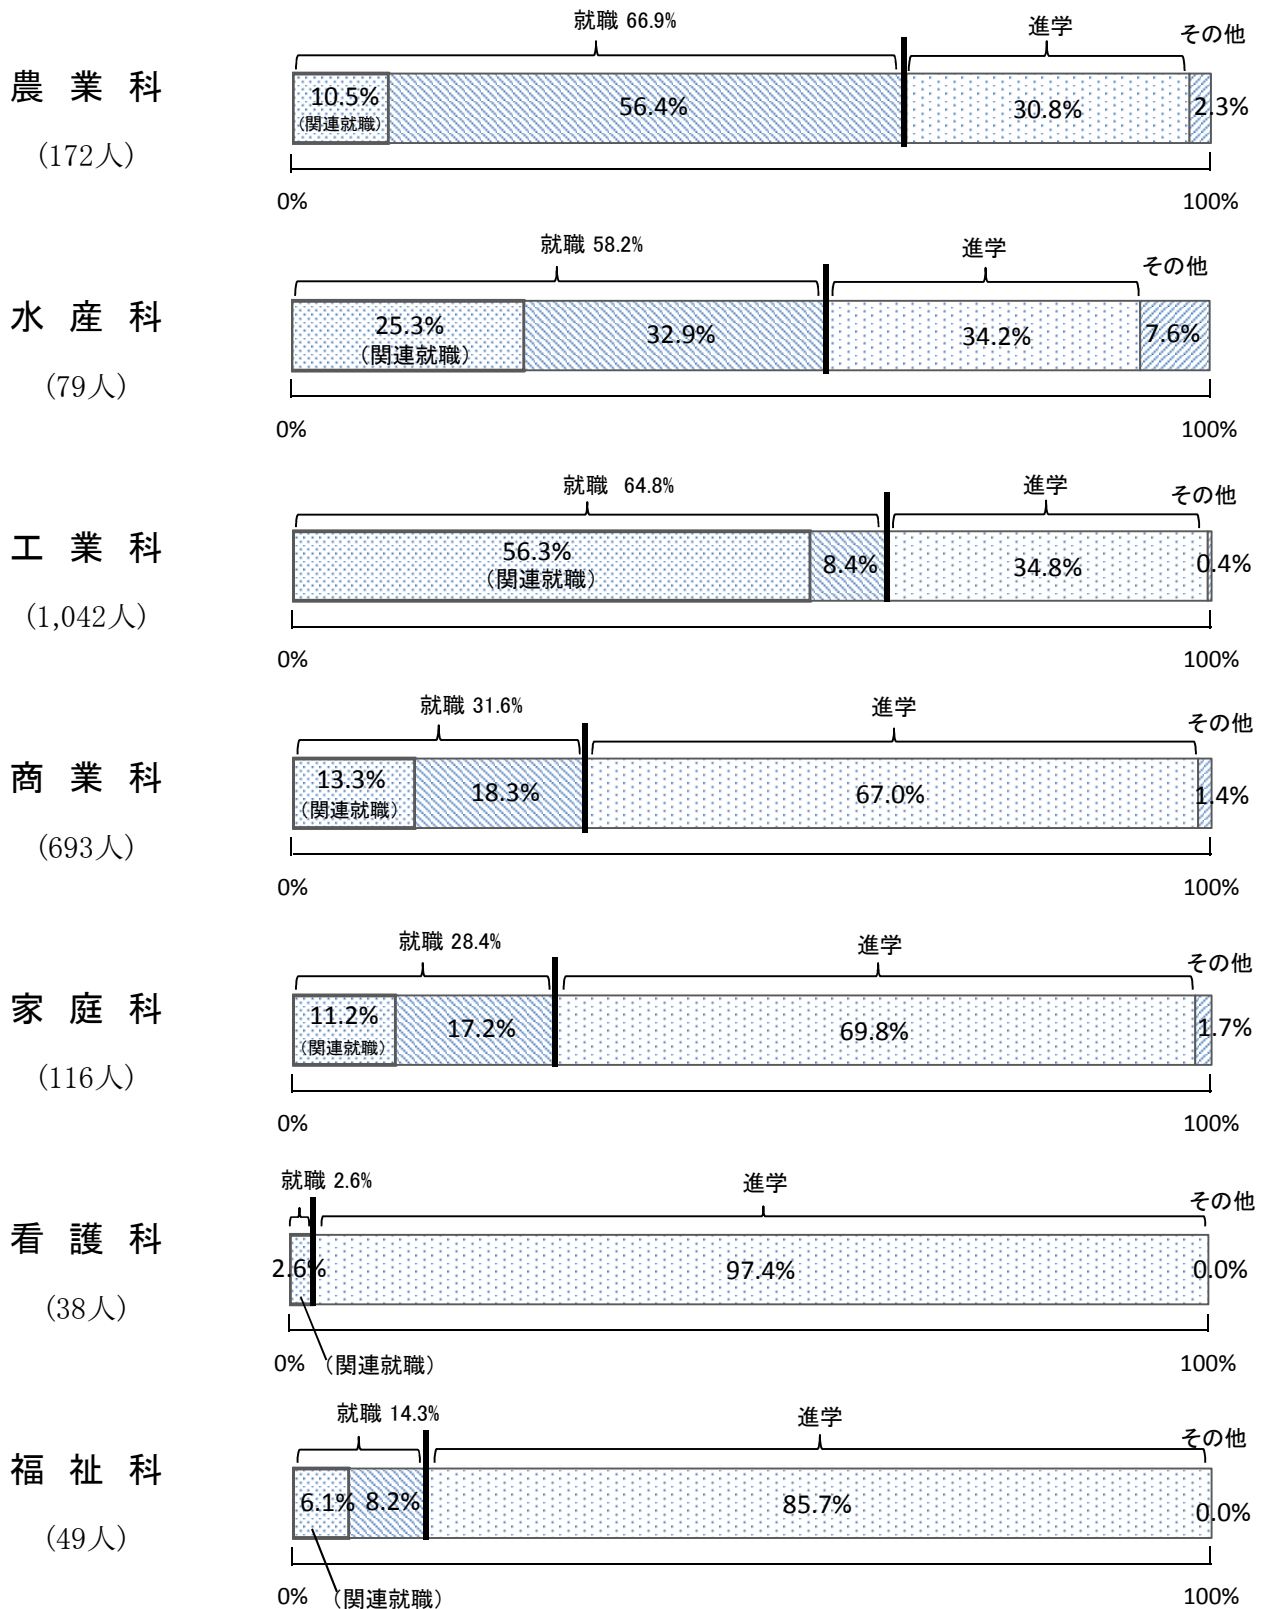 就職 66.9%
進学
その他
農業科
(172人)
10.5%
(関連就職)
56.4%
30.8%
2.3%
0%
100%
就職 58.2%
進学
その他
水産科
(79人)
25.3%
(関連就職)
32.9%
34.2%
7.6%
0%
100%
就職 64.8%
進学
その他
工業科
(1,042人)
56.3%
(関連就職)
8.4%
34.8%
0.4%
0%
100%
就職 31.6%
進学
その他
商業科
(693人)
13.3%
(関連就職)
18.3%
67.0%
1.4%
0%
100%
就職 28.4%
進学
その他
家庭科
(116人)
11.2%
(関連就職)
17.2%
69.8%
1.7%
0%
100%
就職 2.6%
進学
その他
看護科
(38人)
2.6%
97.4%
0.0%
0%
(関連就職)
100%
就職 14.3%
進学
その他
福祉科
(49人)
6.1%
8.2%
85.7%
0.0%
0%
(関連就職)
100%